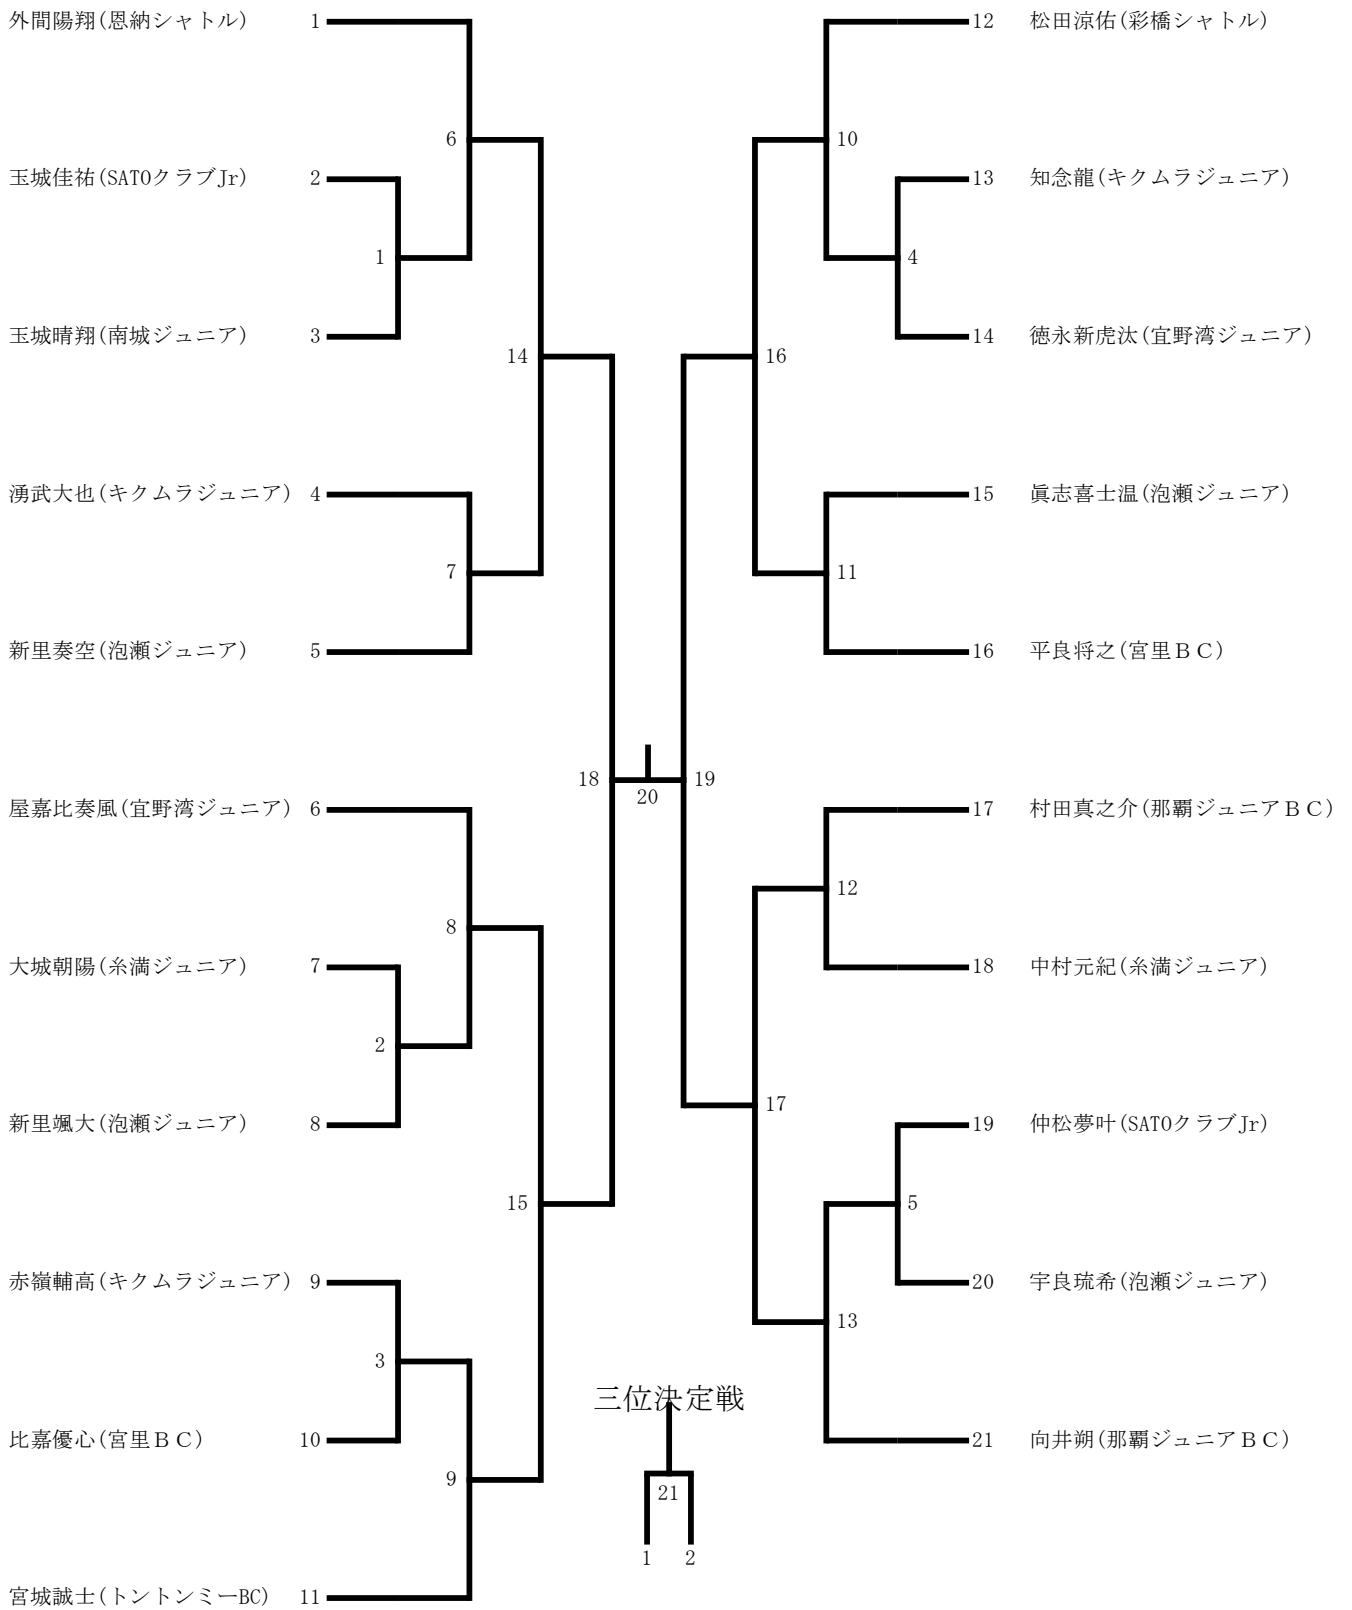 外間陽翔(恩納シャトル) 1
玉城佳祐(SATOクラブJr) 2
玉城晴翔(南城ジュニア) 3
湧武大也(キクムラジュニア) 4
新里奏空(泡瀬ジュニア) 5
屋嘉比奏風(宜野湾ジュニア) 6
大城朝陽(糸満ジュニア) 7
新里颯大(泡瀬ジュニア) 8
赤嶺輔高(キクムラジュニア) 9
比嘉優心(宮里ＢＣ) 10
宮城誠士(トントンミーBC) 11
1
2
3
6
7
8
9
14
15
18
20
19
16
17
10
11
12
13
4
5
12 松田涼佑(彩橋シャトル)
13 知念龍(キクムラジュニア)
14 徳永新虎汰(宜野湾ジュニア)
15 眞志喜士温(泡瀬ジュニア)
16 平良将之(宮里ＢＣ)
17 村田真之介(那覇ジュニアＢＣ)
18 中村元紀(糸満ジュニア)
19 仲松夢叶(SATOクラブJr)
20 宇良琉希(泡瀬ジュニア)
21 向井朔(那覇ジュニアＢＣ)
三位決定戦
21
1 2